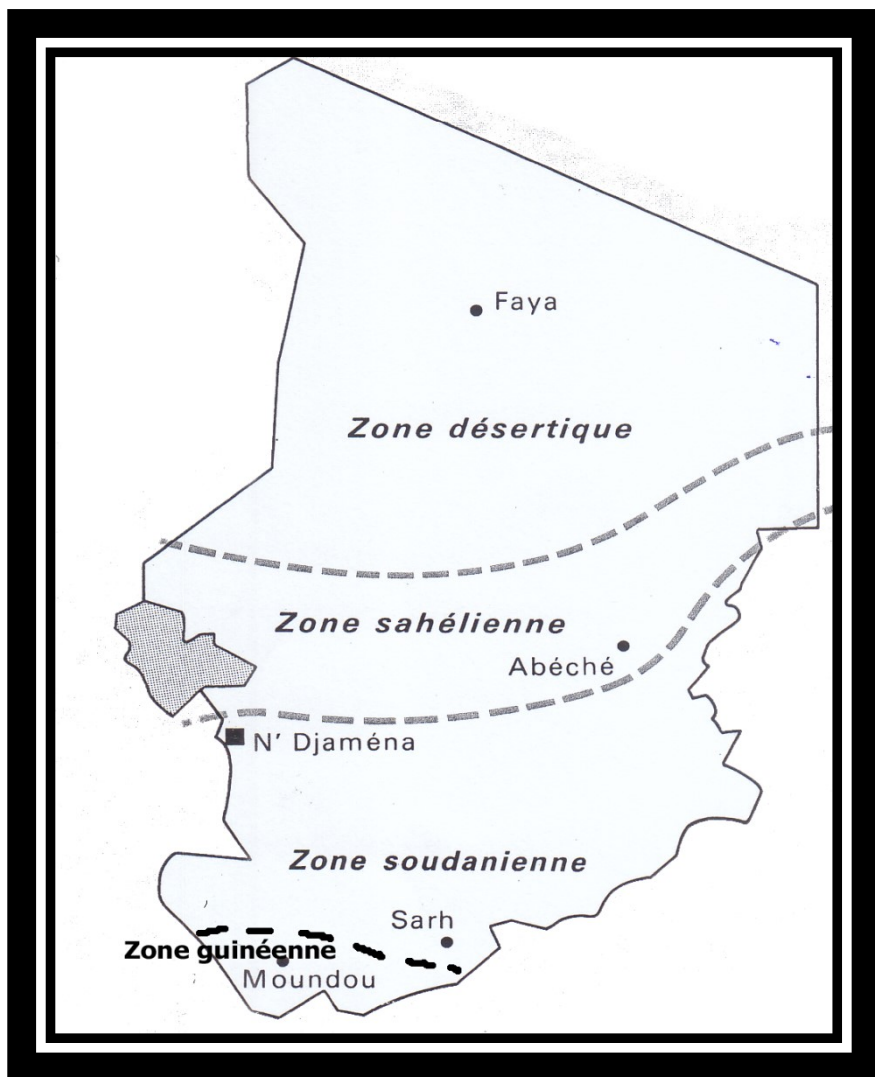 Faya
Zone désertique
Zone sahélienne
Abéché
N' Djaména
Zone soudanienne
Sarh
Zone guinéenne
Moundou